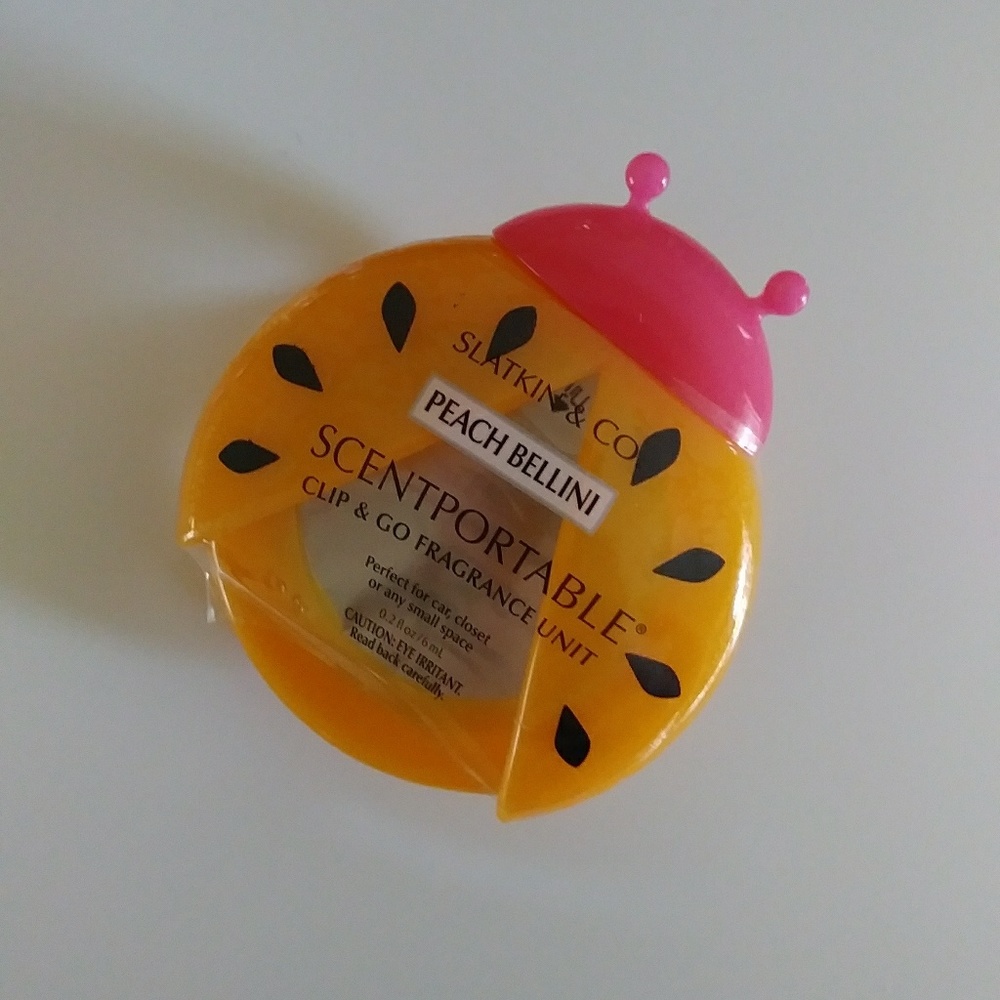 SLATKIN & CO
PEACH BELLINI
SCENTPORTABLE®
CLIP & GO FRAGRANCE UNIT
Perfect for car, closet
or any small space
0.2 fl oz / 6 mL
CAUTION: EYE IRRITANT.
Read back carefully.